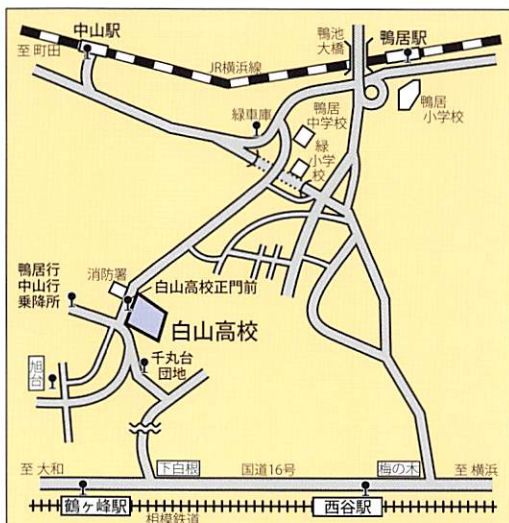 中山駅
至 町田
JR横浜線
鴨池
大橋
鴨居駅
鴨居
小学校
緑車庫
鴨居
中学校
緑
小学
校
鴨居行
中山行
乗降所
消防署
白山高校正門前
白山高校
千丸台
団地
旭台
至 大和
下白根
国道16号
梅の木
至 横浜
鶴ヶ峰駅
西谷駅
相模鉄道